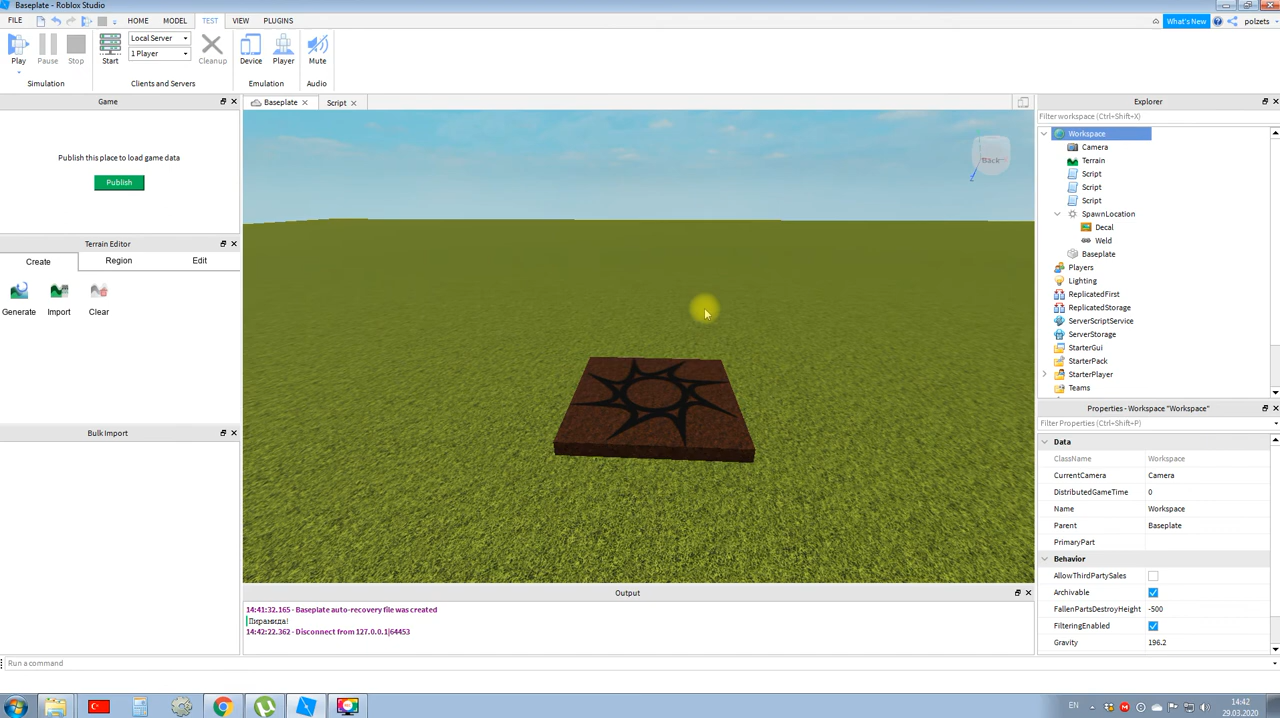 Baseplate - Roblox Studio
FILE HOME MODEL TEST VIEW PLUGINS What's New polzets
Local Server
1 Player
Play Pause Stop Start Cleanup Device Player Mute
Simulation Clients and Servers Emulation Audio
Game
Publish this place to load game data
Publish
Terrain Editor
Create Region Edit
Generate Import Clear
Bulk Import
Baseplate Script
Back
Z
Output
14:41:32.165 - Baseplate auto-recovery file was created
Пирамида!
14:42:22.362 - Disconnect from 127.0.0.1|64453
Run a command
Explorer
Filter workspace (Ctrl+Shift+X)
Workspace
Camera
Terrain
Script
Script
Script
SpawnLocation
Decal
Weld
Baseplate
Players
Lighting
ReplicatedFirst
ReplicatedStorage
ServerScriptService
ServerStorage
StarterGui
StarterPack
StarterPlayer
Teams
Properties - Workspace "Workspace"
Filter Properties (Ctrl+Shift+P)
Data
ClassName Workspace
CurrentCamera Camera
DistributedGameTime 0
Name Workspace
Parent Baseplate
PrimaryPart
Behavior
AllowThirdPartySales
Archivable
FallenPartsDestroyHeight -500
FilteringEnabled
Gravity 196.2
EN
14:42
29.03.2020